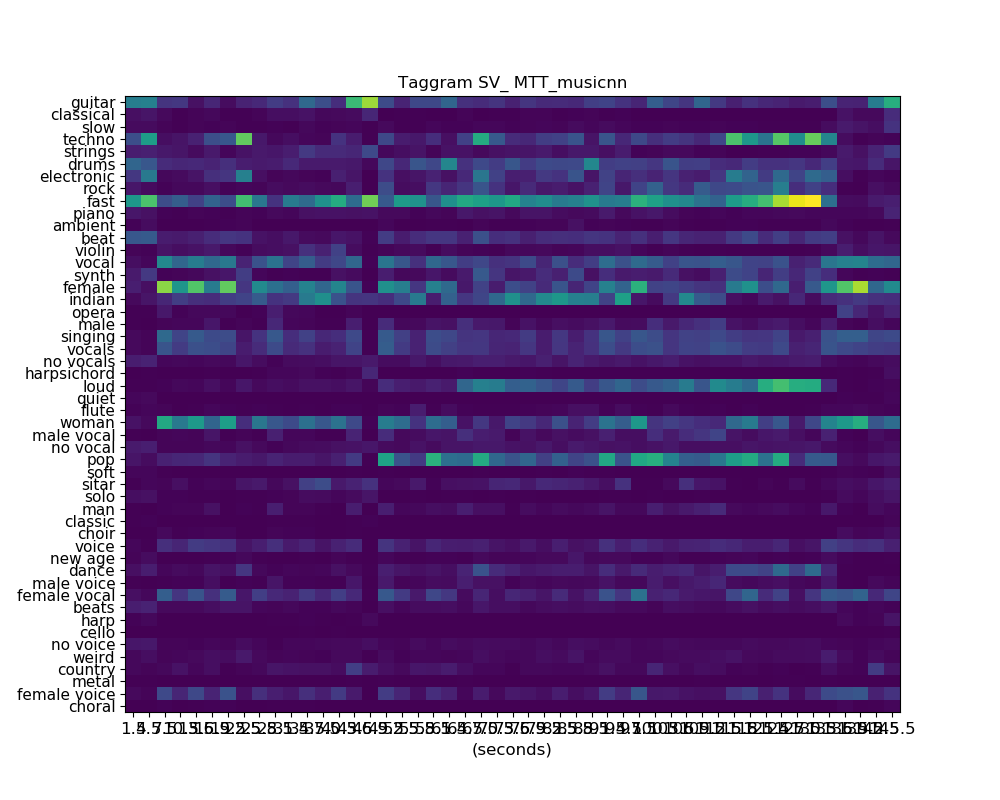 Taggram SV_ MTT_musicnn
guitar
classical
slow
techno
strings
drums
electronic
rock
fast
piano
ambient
beat
violin
vocal
synth
female
indian
opera
male
singing
vocals
no vocals
harpsichord
loud
quiet
flute
woman
male vocal
no vocal
pop
soft
sitar
solo
man
classic
choir
voice
new age
dance
male voice
female vocal
beats
harp
cello
no voice
weird
country
metal
female voice
choral
(seconds)